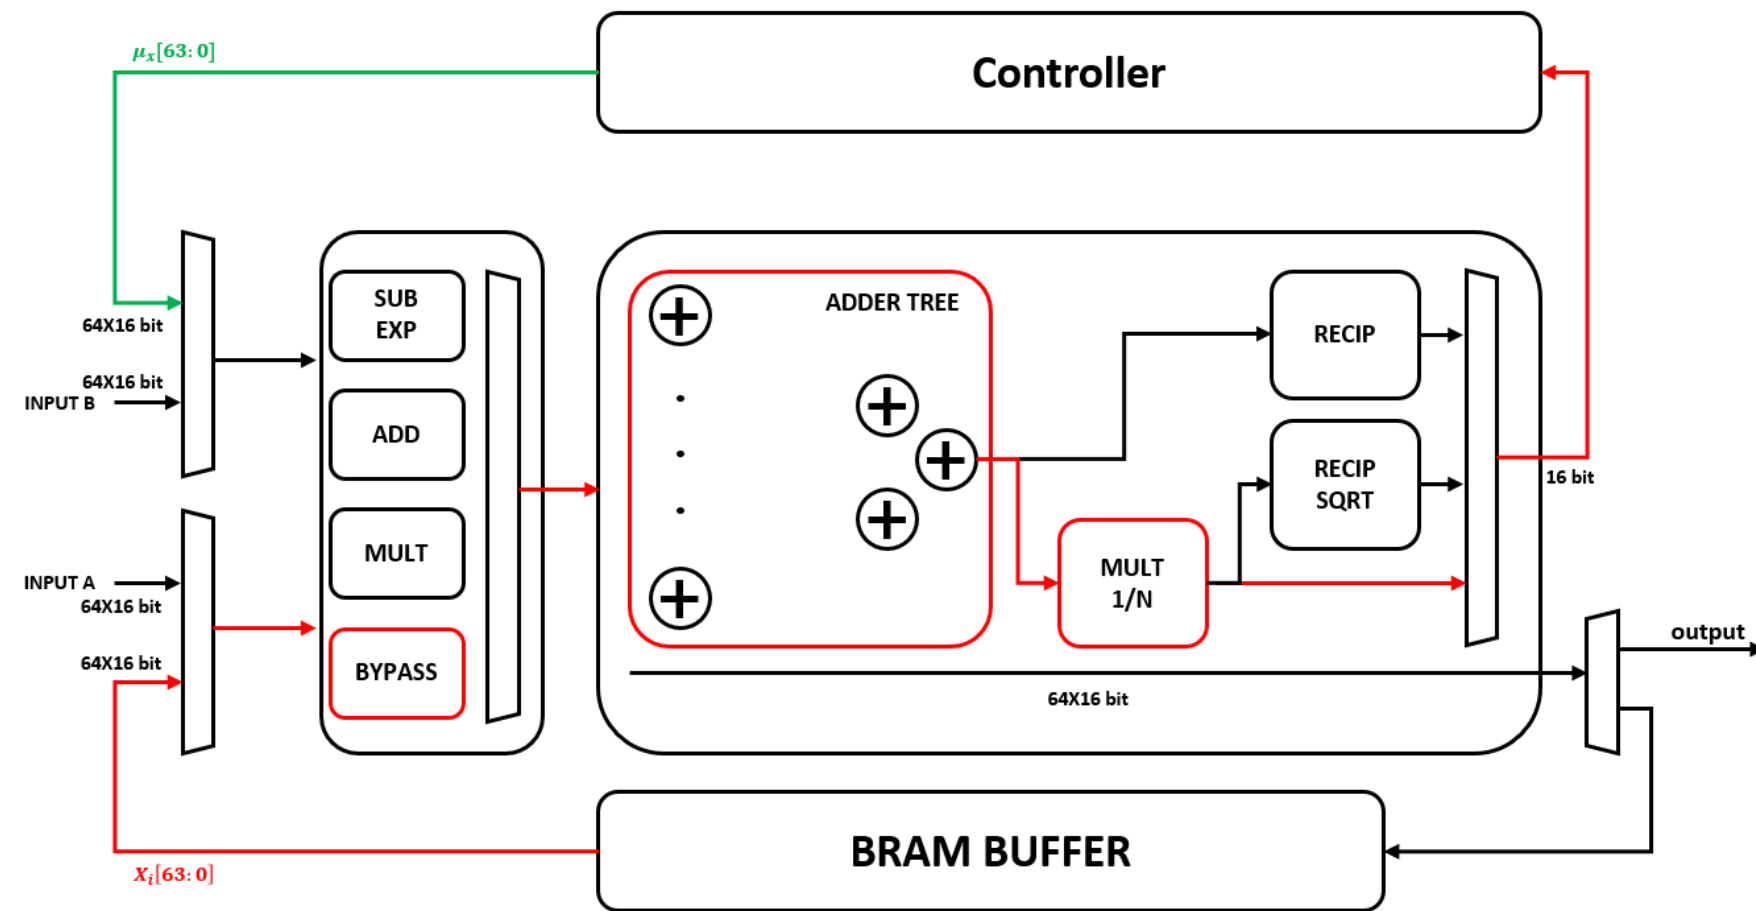 μx[63:0]
Controller
64X16 bit
64X16 bit
INPUT B
INPUT A
64X16 bit
64X16 bit
Xi[63:0]
SUB
EXP
ADD
MULT
BYPASS
ADDER TREE
MULT
1/N
RECIP
RECIP
SQRT
16 bit
64X16 bit
output
BRAM BUFFER